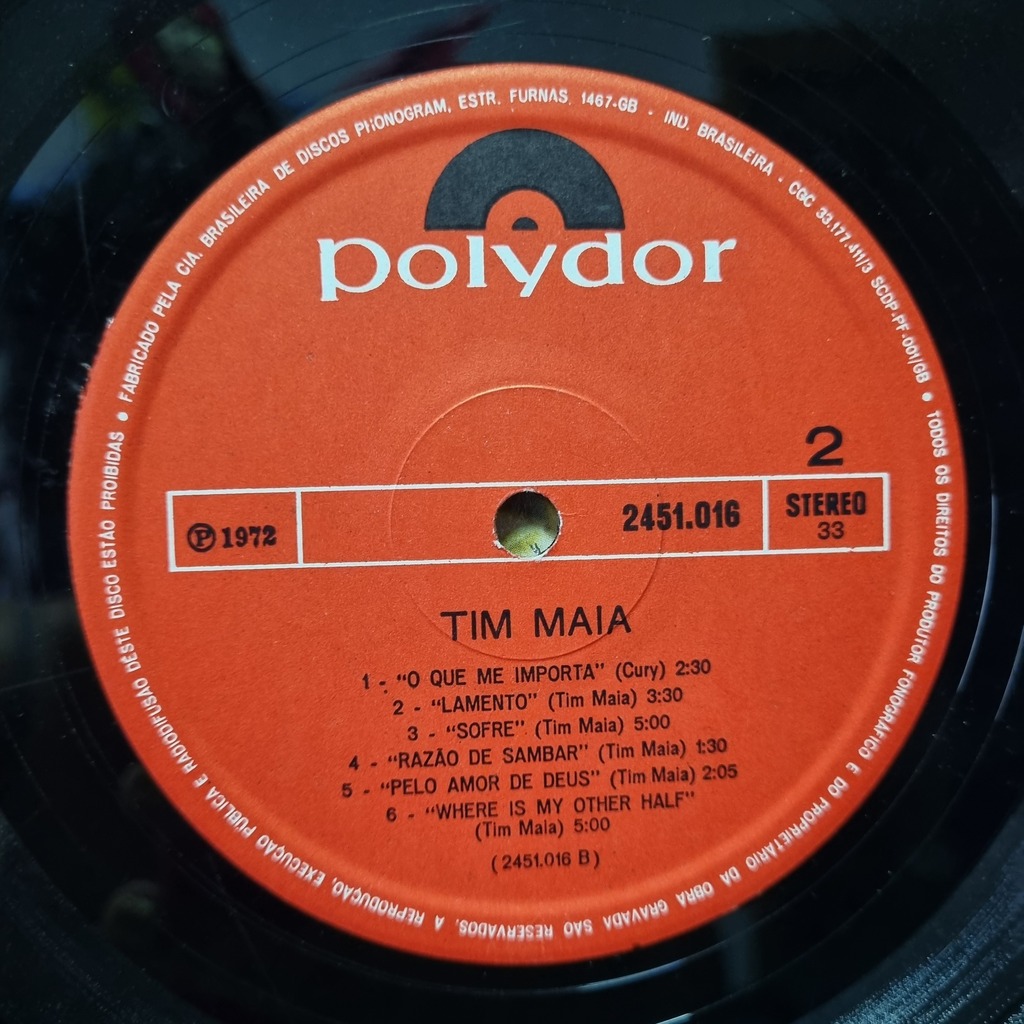 FABRICADO PELA CIA. BRASILEIRA DE DISCOS PHONOGRAM, ESTR. FURNAS, 1467-GB - IND. BRASILEIRA - CGC 33.177.411/3 SCDP-PF-001/GB • TODOS OS DIREITOS DO PRODUTOR FONOGRÁFICO E DO PROPRIETÁRIO DA OBRA GRAVADA SÃO RESERVADOS. A REPRODUÇÃO, EXECUÇÃO PÚBLICA E RADIODIFUSÃO DÊSTE DISCO ESTÃO PROIBIDAS •
polydor
2
℗ 1972
2451.016
STEREO
33
TIM MAIA
1 - "O QUE ME IMPORTA" (Cury) 2:30
2 - "LAMENTO" (Tim Maia) 3:30
3 - "SOFRE" (Tim Maia) 5:00
4 - "RAZÃO DE SAMBAR" (Tim Maia) 1:30
5 - "PELO AMOR DE DEUS" (Tim Maia) 2:05
6 - "WHERE IS MY OTHER HALF"
(Tim Maia) 5:00
(2451.016 B)